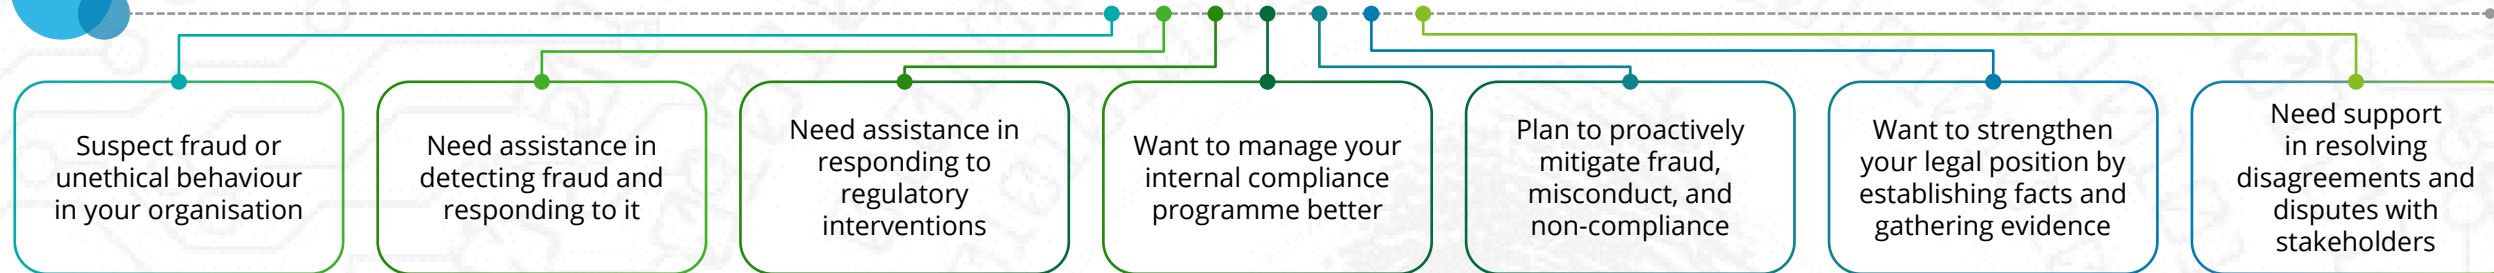 Suspect fraud or
unethical behaviour
in your organisation
Need assistance in
detecting fraud and
responding to it
Need assistance in
responding to
regulatory
interventions
Want to manage your
internal compliance
programme better
Plan to proactively
mitigate fraud,
misconduct, and
non-compliance
Want to strengthen
your legal position by
establishing facts and
gathering evidence
Need support
in resolving
disagreements and
disputes with
stakeholders